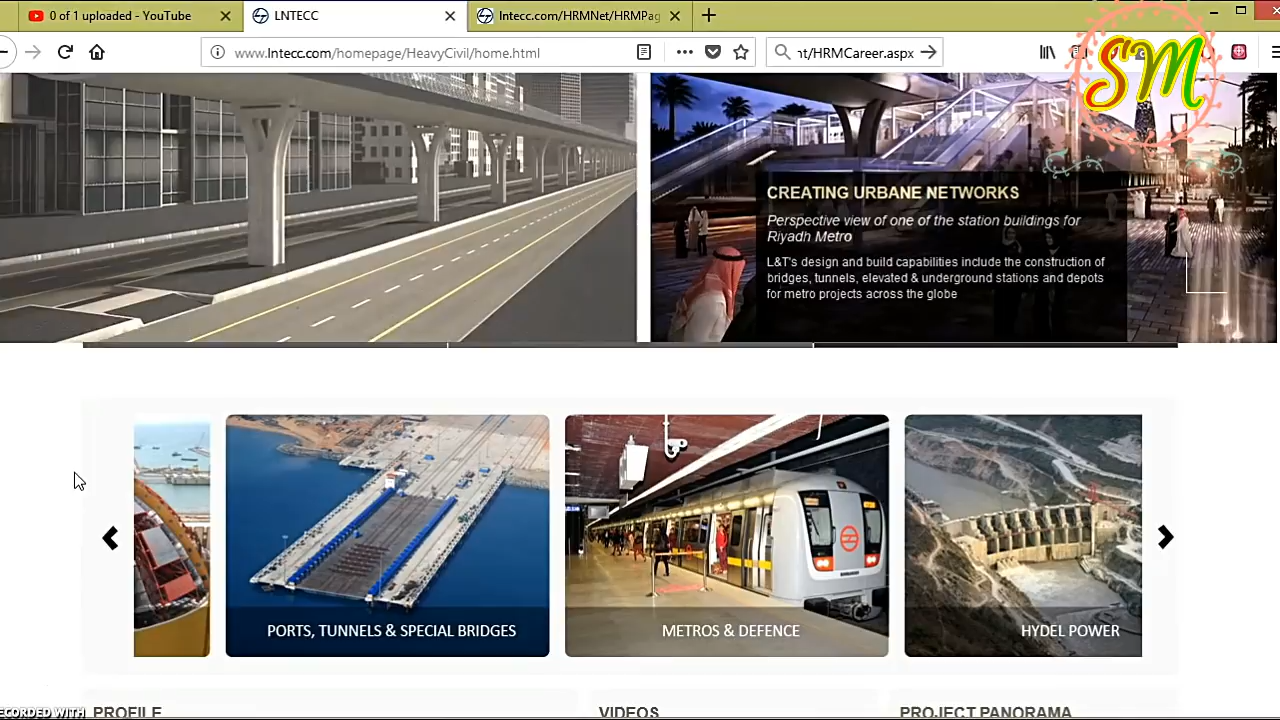 0 of 1 uploaded - YouTube
LNTECC
lntecc.com/HRMNet/HRMPag
www.lntecc.com/homepage/HeavyCivil/home.html
nt/HRMCareer.aspx
SM
CREATING URBANE NETWORKS
Perspective view of one of the station buildings for
Riyadh Metro
L&T's design and build capabilities include the construction of
bridges, tunnels, elevated & underground stations and depots
for metro projects across the globe
PORTS, TUNNELS & SPECIAL BRIDGES
METROS & DEFENCE
HYDEL POWER
ECORDED WITH
PROFILE
VIDEOS
PROJECT PANORAMA